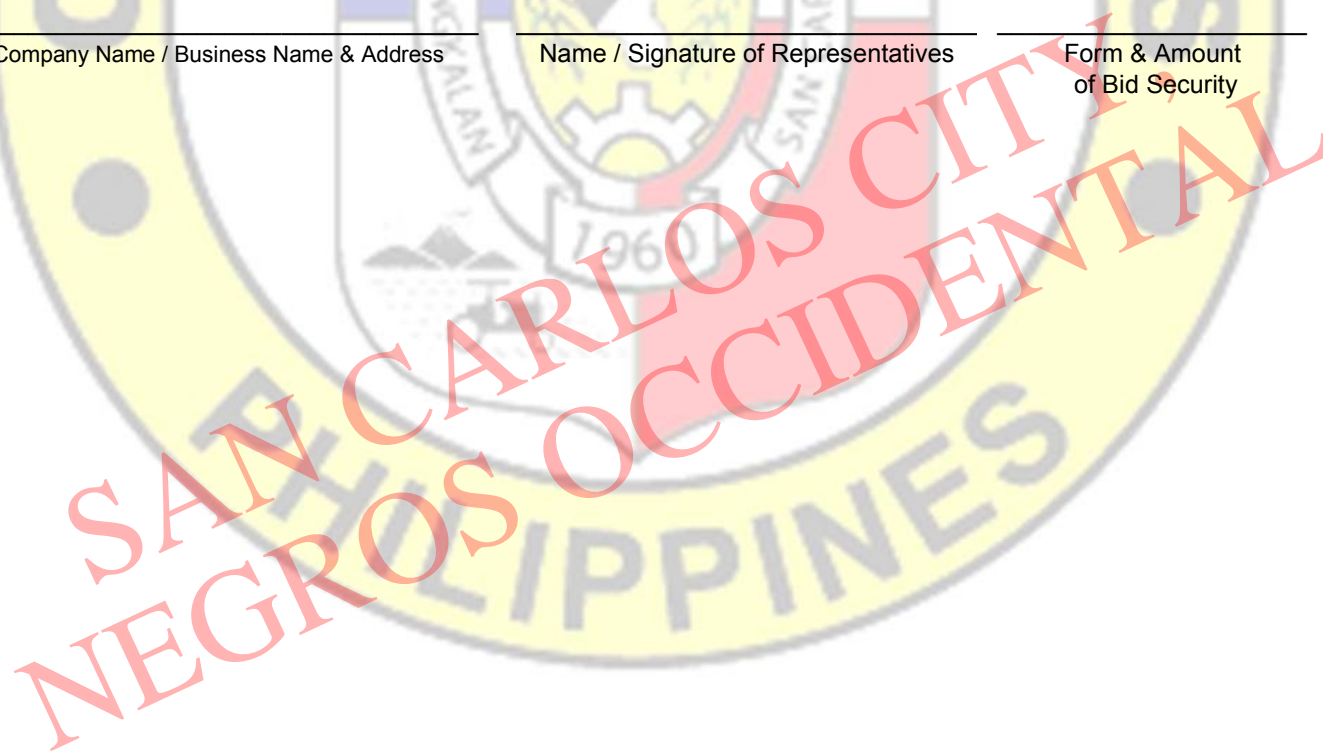 Company Name / Business Name & Address
Name / Signature of Representatives
Form & Amount
of Bid Security
1960
SAN CARLOS CITY,
NEGROS OCCIDENTAL
PHILIPPINES